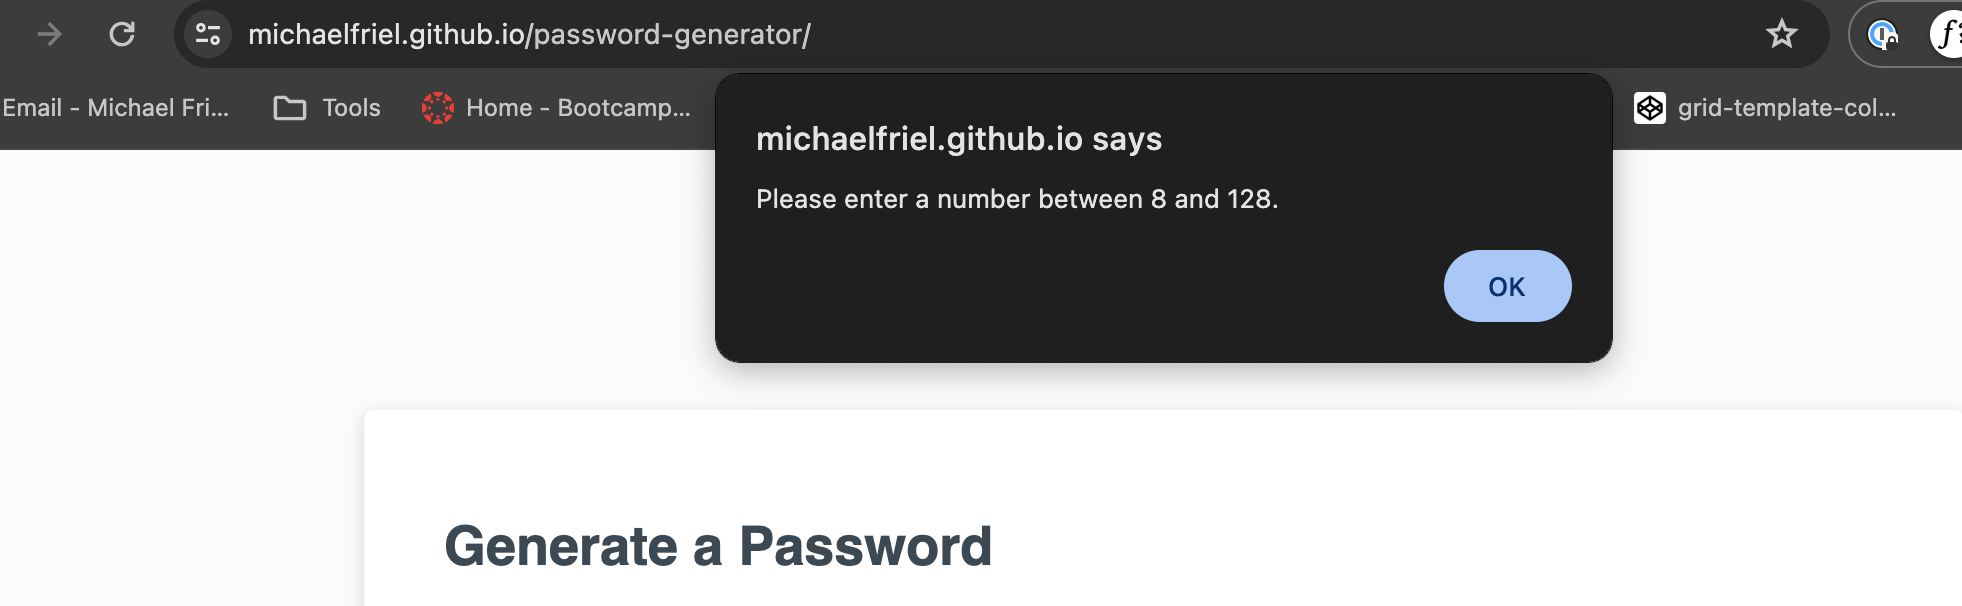 michaelfriel.github.io/password-generator/
Email - Michael Fri...
Tools
Home - Bootcamp...
grid-template-col...
michaelfriel.github.io says
Please enter a number between 8 and 128.
OK
Generate a Password